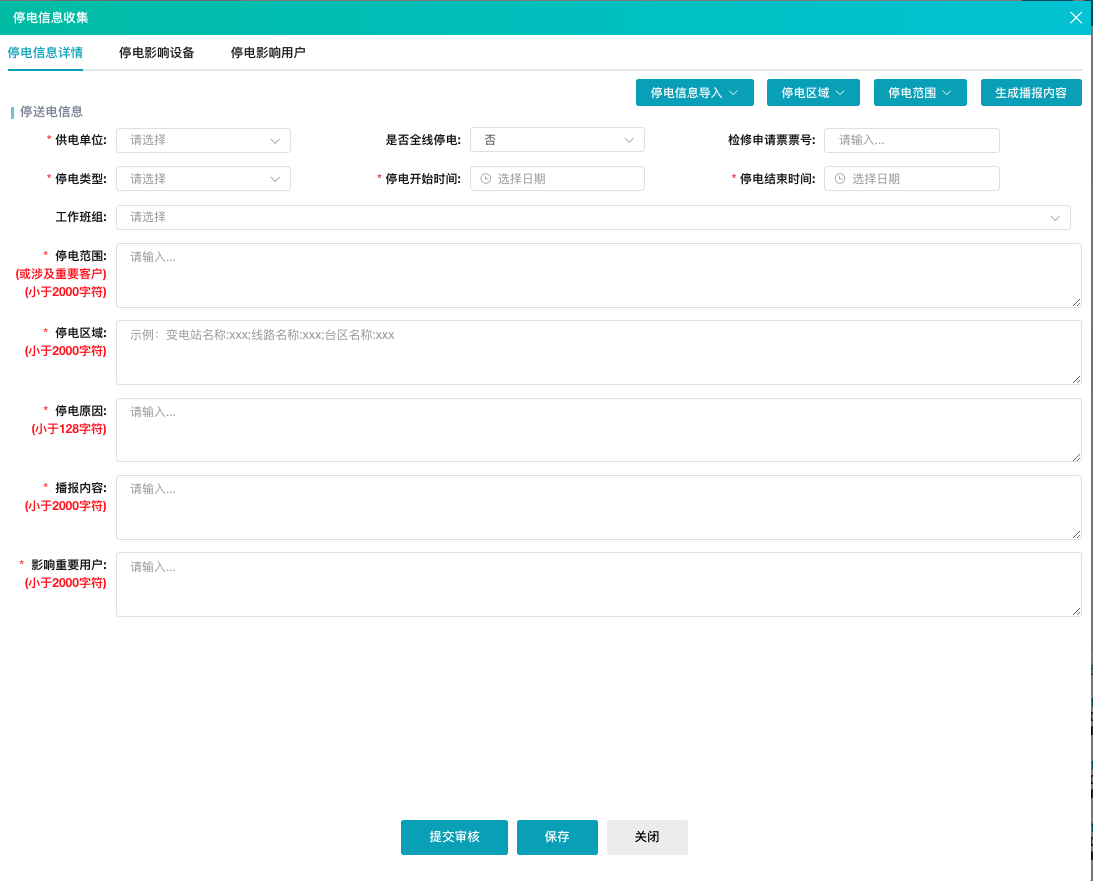 停电信息收集
停电信息详情 停电影响设备 停电影响用户
停电信息导入 停电区域 停电范围 生成播报内容
停送电信息
* 供电单位: 请选择 是否全线停电: 否 检修申请票票号: 请输入...
* 停电类型: 请选择 * 停电开始时间: 选择日期 * 停电结束时间: 选择日期
工作班组: 请选择
* 停电范围: 请输入...
(或涉及重要客户)
(小于2000字符)
* 停电区域: 示例：变电站名称:xxx;线路名称:xxx;台区名称:xxx
(小于2000字符)
* 停电原因: 请输入...
(小于128字符)
* 播报内容: 请输入...
(小于2000字符)
* 影响重要用户: 请输入...
(小于2000字符)
提交审核 保存 关闭